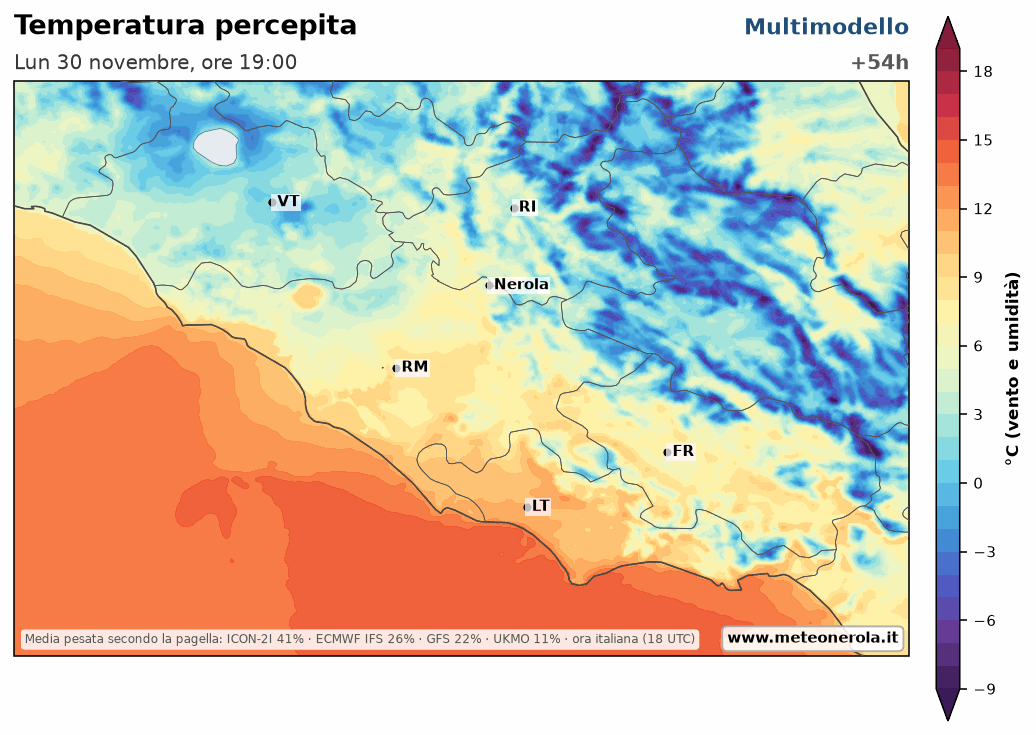 Temperatura percepita
Multimodello
Lun 30 novembre, ore 19:00
+54h
VT
RI
Nerola
RM
FR
LT
18
15
12
9
6
3
0
−3
−6
−9
°C (vento e umidità)
Media pesata secondo la pagella: ICON-2I 41% · ECMWF IFS 26% · GFS 22% · UKMO 11% · ora italiana (18 UTC)
www.meteonerola.it